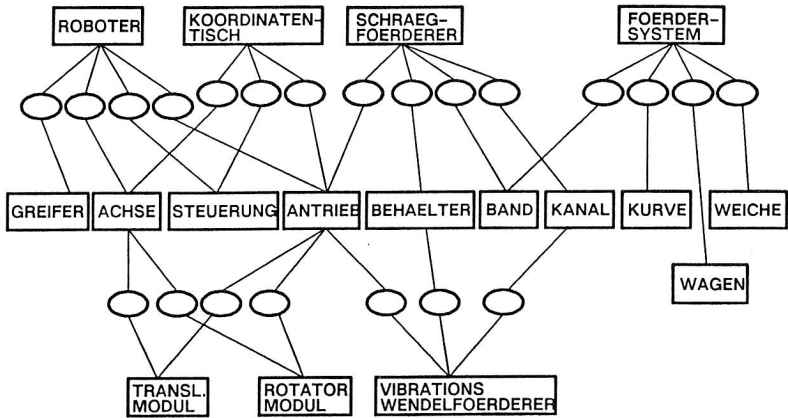 ROBOTER
KOORDINATEN-
TISCH
SCHRAEG-
FOERDERER
FOERDER-
SYSTEM
GREIFER
ACHSE
STEUERUNG
ANTRIEB
BEHAELTER
BAND
KANAL
KURVE
WEICHE
WAGEN
TRANSL.
MODUL
ROTATOR
MODUL
VIBRATIONS
WENDELFOERDERER